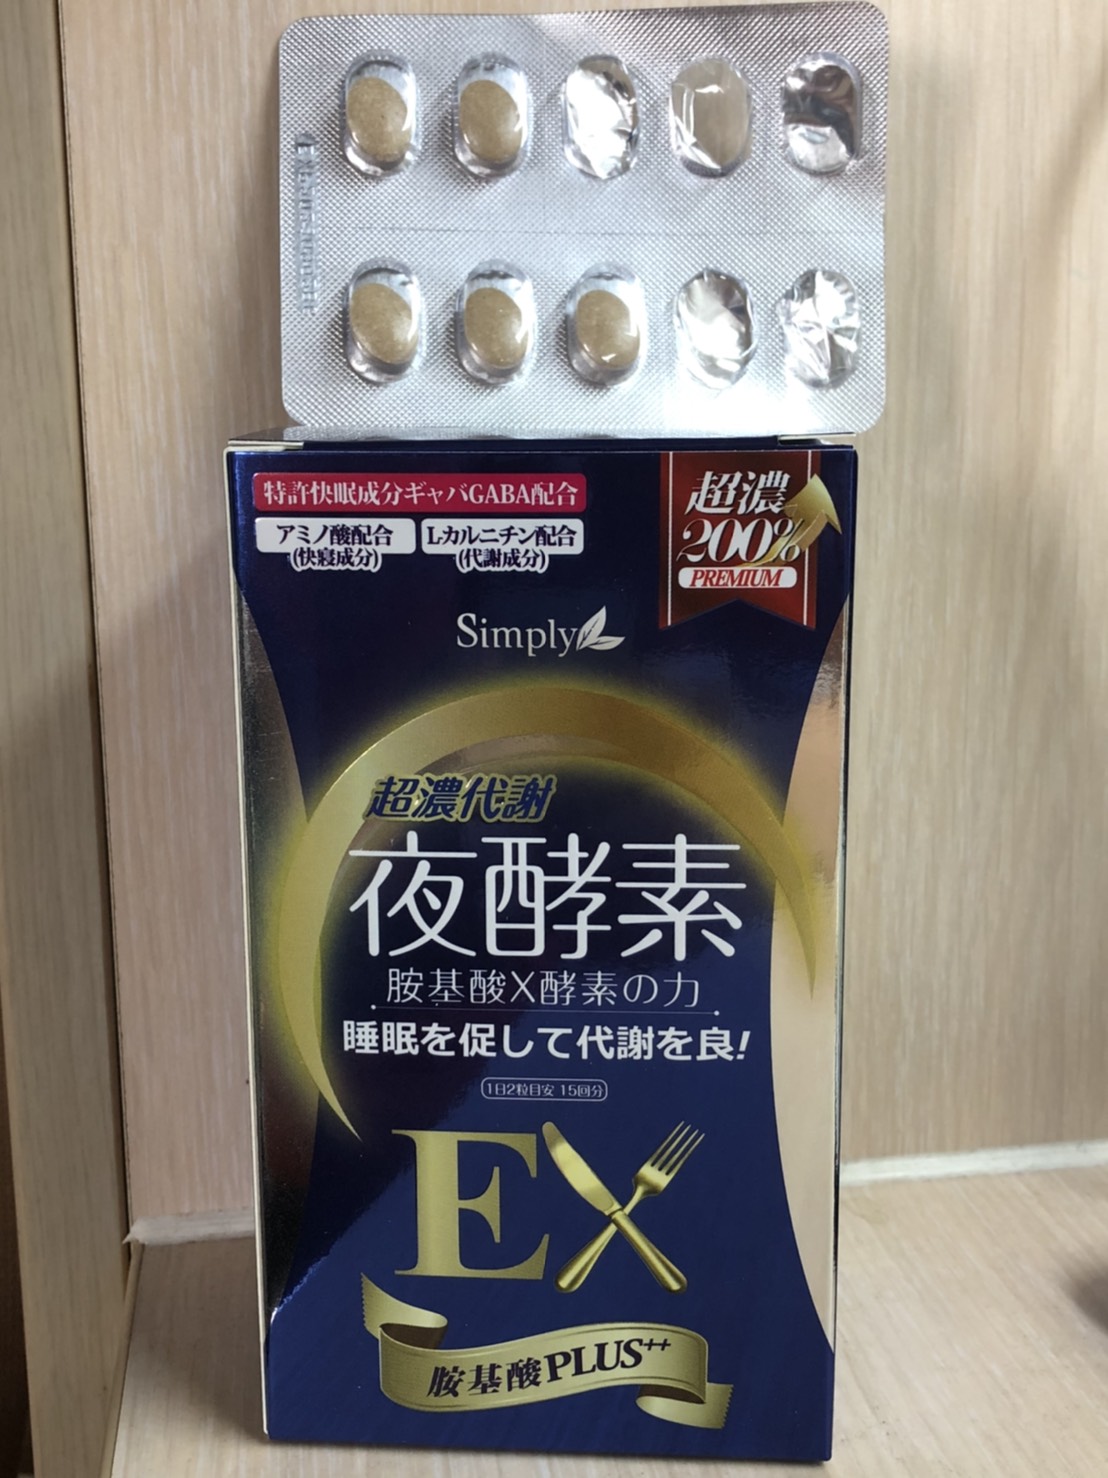 特許快眠成分ギャバGABA配合
アミノ酸配合
(快寝成分)
L-カルニチン配合
(代謝成分)
超濃
200%
PREMIUM
Simply
超濃代謝
夜酵素
胺基酸X酵素の力
睡眠を促して代謝を良!
1日2粒目安 15回分
EX
胺基酸PLUS++